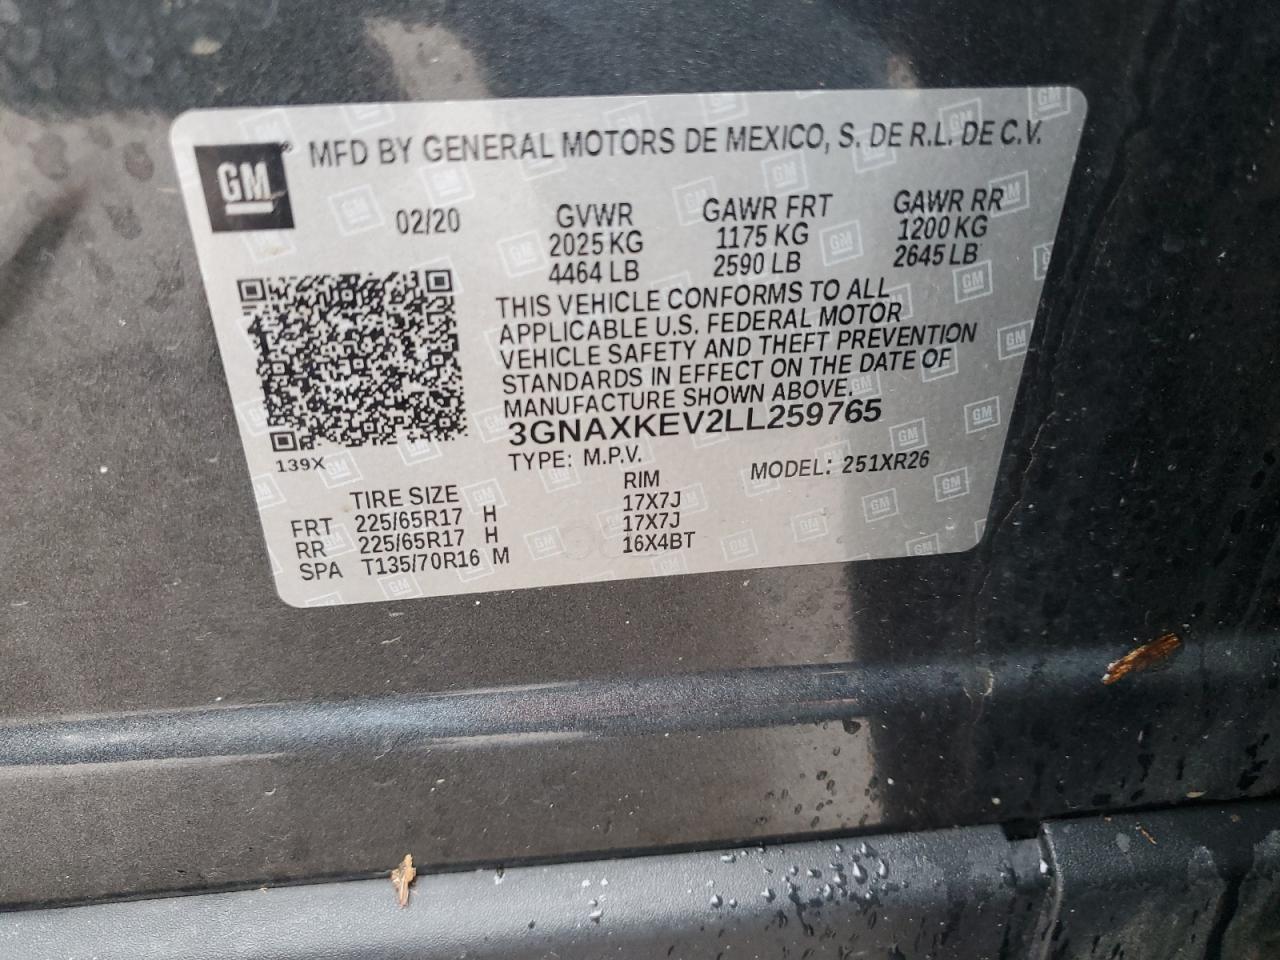 GM® MFD BY GENERAL MOTORS DE MEXICO, S. DE R.L. DE C.V.
02/20 GVWR GAWR FRT GAWR RR
2025 KG 1175 KG 1200 KG
4464 LB 2590 LB 2645 LB
THIS VEHICLE CONFORMS TO ALL
APPLICABLE U.S. FEDERAL MOTOR
VEHICLE SAFETY AND THEFT PREVENTION
STANDARDS IN EFFECT ON THE DATE OF
MANUFACTURE SHOWN ABOVE.
3GNAXKEV2LL259765
139X TYPE: M.P.V. MODEL: 251XR26
TIRE SIZE RIM
FRT 225/65R17 H 17X7J
RR 225/65R17 H 17X7J
SPA T135/70R16 M 16X4BT